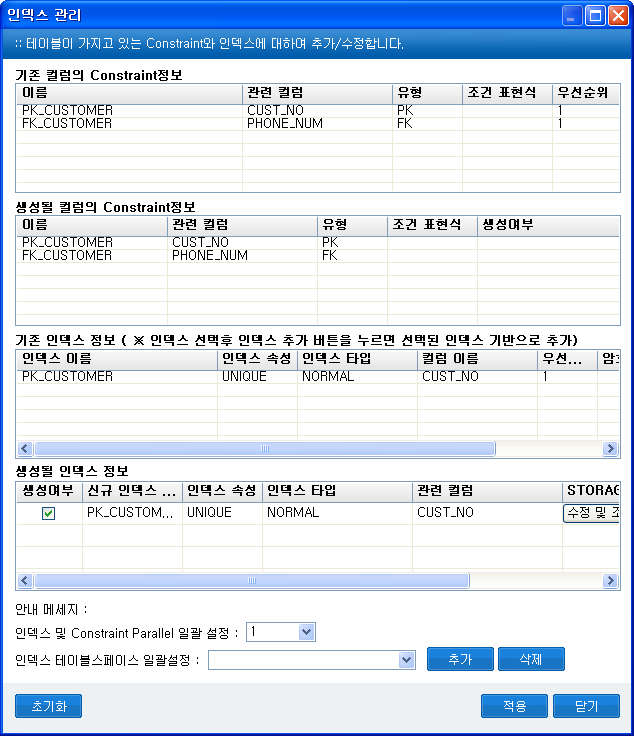 인덱스 관리
:: 테이블이 가지고 있는 Constraint와 인덱스에 대하여 추가/수정합니다.
기존 컬럼의 Constraint정보
이름 관련 컬럼 유형 조건 표현식 우선순위
PK_CUSTOMER CUST_NO PK 1
FK_CUSTOMER PHONE_NUM FK 1
생성될 컬럼의 Constraint정보
이름 관련 컬럼 유형 조건 표현식 생성여부
PK_CUSTOMER CUST_NO PK
FK_CUSTOMER PHONE_NUM FK
기존 인덱스 정보 ( ※ 인덱스 선택후 인덱스 추가 버튼을 누르면 선택된 인덱스 기반으로 추가)
인덱스 이름 인덱스 속성 인덱스 타입 컬럼 이름 우선...
PK_CUSTOMER UNIQUE NORMAL CUST_NO 1
생성될 인덱스 정보
생성여부 신규 인덱스 ... 인덱스 속성 인덱스 타입 관련 컬럼 STORAG
PK_CUSTOM... UNIQUE NORMAL CUST_NO 수정 및 조
안내 메세지 :
인덱스 및 Constraint Parallel 일괄 설정 : 1
인덱스 테이블스페이스 일괄설정 : 추가 삭제
초기화 적용 닫기